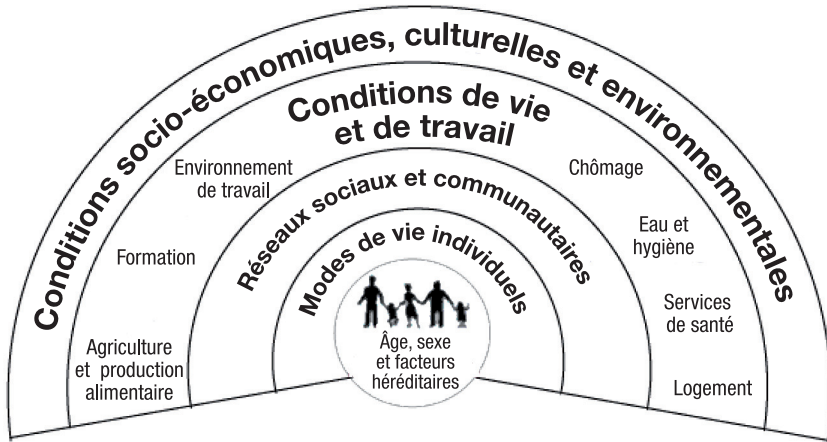 Conditions socio-économiques, culturelles et environnementales
Conditions de vie
et de travail
Environnement
de travail
Chômage
Réseaux sociaux et communautaires
Formation
Eau et
hygiène
Modes de vie individuels
Services
de santé
Âge, sexe
et facteurs
héréditaires
Agriculture
et production
alimentaire
Logement